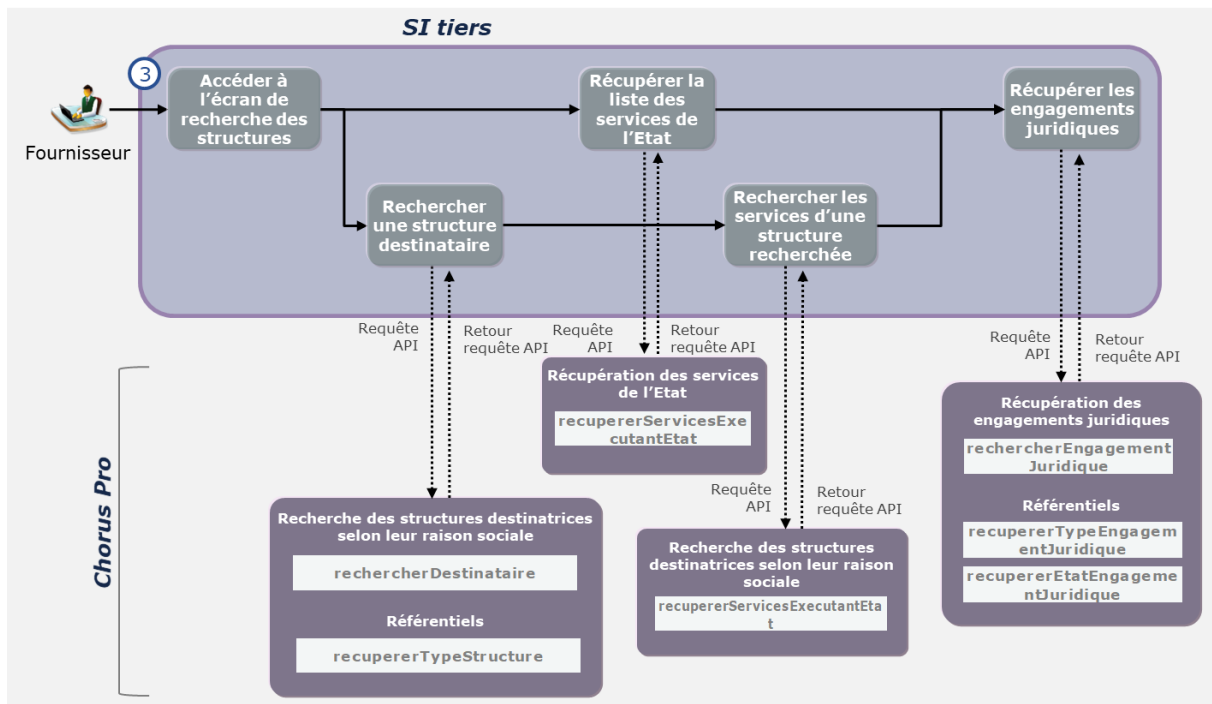 SI tiers
3
Accéder à
l’écran de
recherche des
structures
Récupérer la
liste des
services de
l’Etat
Récupérer les
engagements
juridiques
Fournisseur
Rechercher
une structure
destinataire
Rechercher les
services d’une
structure
recherchée
Requête
API
Retour
requête API
Requête
API
Retour
requête API
Requête
API
Retour
requête API
Récupération des services
de l’Etat
recupererServicesExe
cutantEtat
Récupération des
engagements juridiques
rechercherEngagement
Juridique
Référentiels
recupererTypeEngagem
entJuridique
recupererEtatEngageme
ntJuridique
Requête
API
Retour
requête API
Chorus Pro
Recherche des structures destinatrices
selon leur raison sociale
rechercherDestinataire
Référentiels
recupererTypeStructure
Recherche des structures
destinatrices selon leur raison
sociale
recupererServicesExecutantEta
t